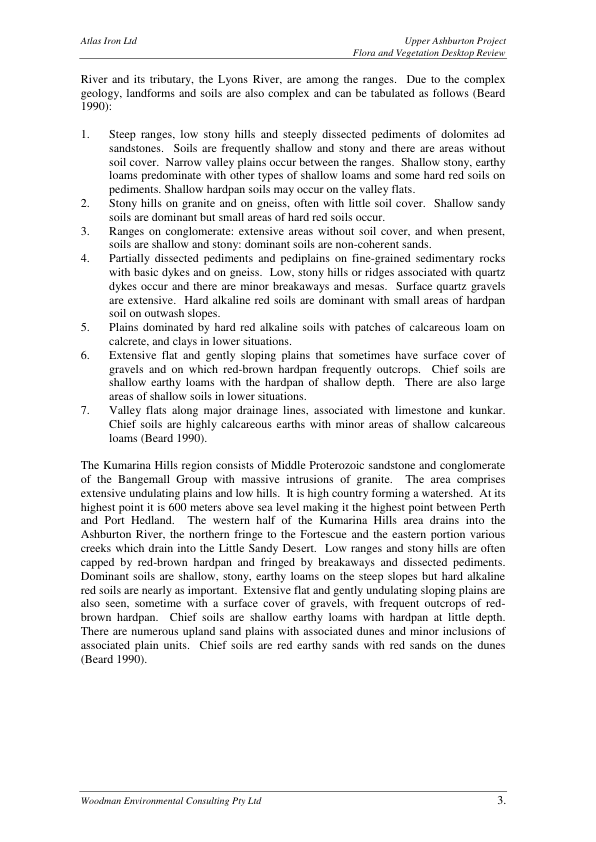 Atlas Iron Ltd
Upper Ashburton Project
Flora and Vegetation Desktop Review
River and its tributary, the Lyons River, are among the ranges. Due to the complex
geology, landforms and soils are also complex and can be tabulated as follows (Beard
1990):
1. Steep ranges, low stony hills and steeply dissected pediments of dolomites ad
sandstones. Soils are frequently shallow and stony and there are areas without
soil cover. Narrow valley plains occur between the ranges. Shallow stony, earthy
loams predominate with other types of shallow loams and some hard red soils on
pediments. Shallow hardpan soils may occur on the valley flats.
2. Stony hills on granite and on gneiss, often with little soil cover. Shallow sandy
soils are dominant but small areas of hard red soils occur.
3. Ranges on conglomerate: extensive areas without soil cover, and when present,
soils are shallow and stony: dominant soils are non-coherent sands.
4. Partially dissected pediments and pediplains on fine-grained sedimentary rocks
with basic dykes and on gneiss. Low, stony hills or ridges associated with quartz
dykes occur and there are minor breakaways and mesas. Surface quartz gravels
are extensive. Hard alkaline red soils are dominant with small areas of hardpan
soil on outwash slopes.
5. Plains dominated by hard red alkaline soils with patches of calcareous loam on
calcrete, and clays in lower situations.
6. Extensive flat and gently sloping plains that sometimes have surface cover of
gravels and on which red-brown hardpan frequently outcrops. Chief soils are
shallow earthy loams with the hardpan of shallow depth. There are also large
areas of shallow soils in lower situations.
7. Valley flats along major drainage lines, associated with limestone and kunkar.
Chief soils are highly calcareous earths with minor areas of shallow calcareous
loams (Beard 1990).
The Kumarina Hills region consists of Middle Proterozoic sandstone and conglomerate
of the Bangemall Group with massive intrusions of granite. The area comprises
extensive undulating plains and low hills. It is high country forming a watershed. At its
highest point it is 600 meters above sea level making it the highest point between Perth
and Port Hedland. The western half of the Kumarina Hills area drains into the
Ashburton River, the northern fringe to the Fortescue and the eastern portion various
creeks which drain into the Little Sandy Desert. Low ranges and stony hills are often
capped by red-brown hardpan and fringed by breakaways and dissected pediments.
Dominant soils are shallow, stony, earthy loams on the steep slopes but hard alkaline
red soils are nearly as important. Extensive flat and gently undulating sloping plains are
also seen, sometime with a surface cover of gravels, with frequent outcrops of red-
brown hardpan. Chief soils are shallow earthy loams with hardpan at little depth.
There are numerous upland sand plains with associated dunes and minor inclusions of
associated plain units. Chief soils are red earthy sands with red sands on the dunes
(Beard 1990).
Woodman Environmental Consulting Pty Ltd
3.